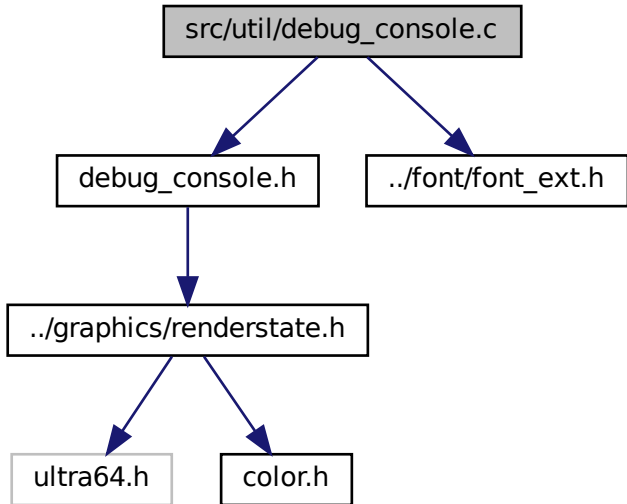 src/util/debug_console.c
debug_console.h
../font/font_ext.h
../graphics/renderstate.h
ultra64.h
color.h